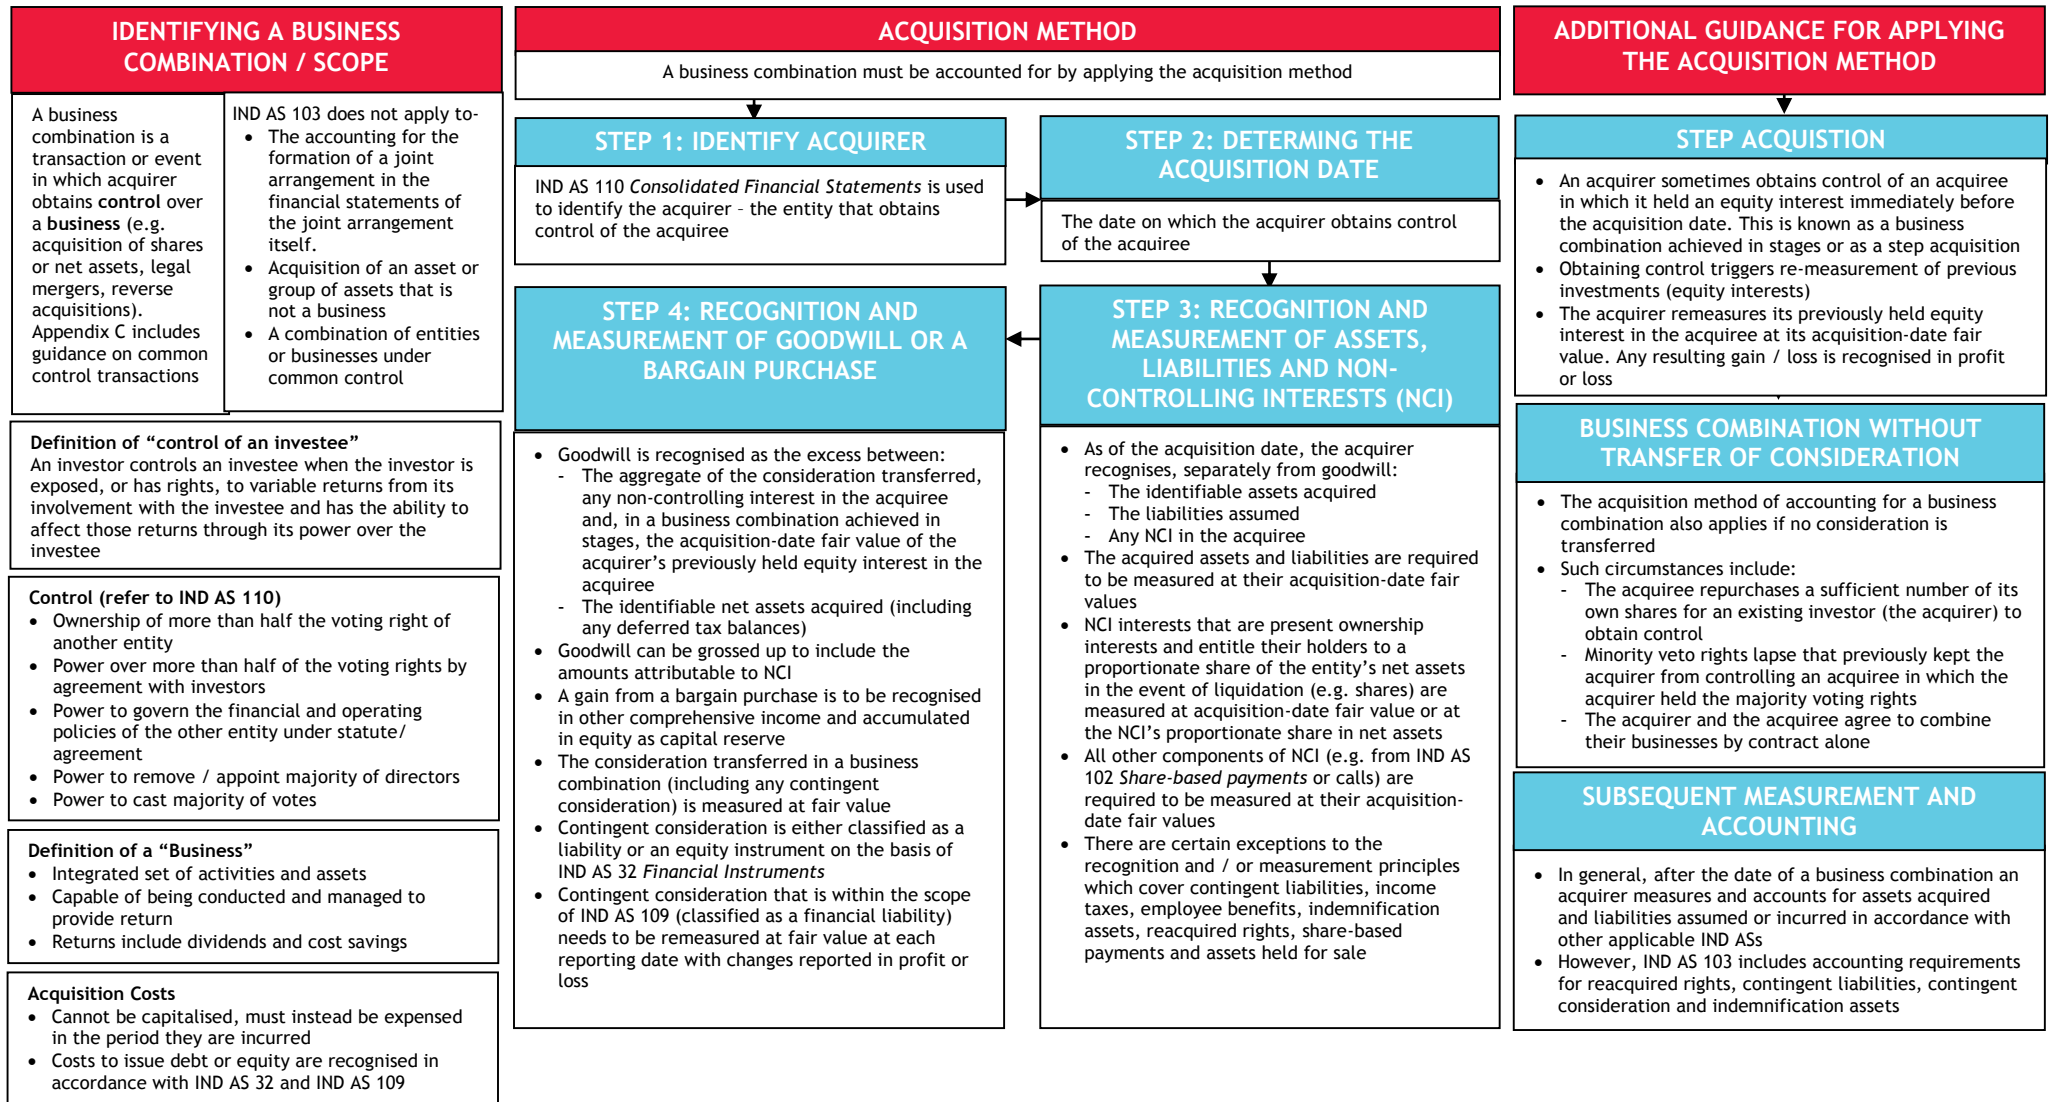 IDENTIFYING A BUSINESS
COMBINATION / SCOPE
A business
combination is a
transaction or event
in which acquirer
obtains control over
a business (e.g.
acquisition of shares
or net assets, legal
mergers, reverse
acquisitions).
Appendix C includes
guidance on common
control transactions
IND AS 103 does not apply to-
• The accounting for the
formation of a joint
arrangement in the
financial statements of
the joint arrangement
itself.
• Acquisition of an asset or
group of assets that is
not a business
• A combination of entities
or businesses under
common control
Definition of “control of an investee”
An investor controls an investee when the investor is
exposed, or has rights, to variable returns from its
involvement with the investee and has the ability to
affect those returns through its power over the
investee
Control (refer to IND AS 110)
• Ownership of more than half the voting right of
another entity
• Power over more than half of the voting rights by
agreement with investors
• Power to govern the financial and operating
policies of the other entity under statute/
agreement
• Power to remove / appoint majority of directors
• Power to cast majority of votes
Definition of a “Business”
• Integrated set of activities and assets
• Capable of being conducted and managed to
provide return
• Returns include dividends and cost savings
Acquisition Costs
• Cannot be capitalised, must instead be expensed
in the period they are incurred
• Costs to issue debt or equity are recognised in
accordance with IND AS 32 and IND AS 109
ACQUISITION METHOD
A business combination must be accounted for by applying the acquisition method
STEP 1: IDENTIFY ACQUIRER
IND AS 110 Consolidated Financial Statements is used
to identify the acquirer – the entity that obtains
control of the acquiree
STEP 2: DETERMING THE
ACQUISITION DATE
The date on which the acquirer obtains control
of the acquiree
STEP 3: RECOGNITION AND
MEASUREMENT OF ASSETS,
LIABILITIES AND NON-
CONTROLLING INTERESTS (NCI)
• As of the acquisition date, the acquirer
recognises, separately from goodwill:
- The identifiable assets acquired
- The liabilities assumed
- Any NCI in the acquiree
• The acquired assets and liabilities are required
to be measured at their acquisition-date fair
values
• NCI interests that are present ownership
interests and entitle their holders to a
proportionate share of the entity’s net assets
in the event of liquidation (e.g. shares) are
measured at acquisition-date fair value or at
the NCI’s proportionate share in net assets
• All other components of NCI (e.g. from IND AS
102 Share-based payments or calls) are
required to be measured at their acquisition-
date fair values
• There are certain exceptions to the
recognition and / or measurement principles
which cover contingent liabilities, income
taxes, employee benefits, indemnification
assets, reacquired rights, share-based
payments and assets held for sale
STEP 4: RECOGNITION AND
MEASUREMENT OF GOODWILL OR A
BARGAIN PURCHASE
• Goodwill is recognised as the excess between:
- The aggregate of the consideration transferred,
any non-controlling interest in the acquiree
and, in a business combination achieved in
stages, the acquisition-date fair value of the
acquirer’s previously held equity interest in the
acquiree
- The identifiable net assets acquired (including
any deferred tax balances)
• Goodwill can be grossed up to include the
amounts attributable to NCI
• A gain from a bargain purchase is to be recognised
in other comprehensive income and accumulated
in equity as capital reserve
• The consideration transferred in a business
combination (including any contingent
consideration) is measured at fair value
• Contingent consideration is either classified as a
liability or an equity instrument on the basis of
IND AS 32 Financial Instruments
• Contingent consideration that is within the scope
of IND AS 109 (classified as a financial liability)
needs to be remeasured at fair value at each
reporting date with changes reported in profit or
loss
ADDITIONAL GUIDANCE FOR APPLYING
THE ACQUISITION METHOD
STEP ACQUISTION
• An acquirer sometimes obtains control of an acquiree
in which it held an equity interest immediately before
the acquisition date. This is known as a business
combination achieved in stages or as a step acquisition
• Obtaining control triggers re-measurement of previous
investments (equity interests)
• The acquirer remeasures its previously held equity
interest in the acquiree at its acquisition-date fair
value. Any resulting gain / loss is recognised in profit
or loss
BUSINESS COMBINATION WITHOUT
TRANSFER OF CONSIDERATION
• The acquisition method of accounting for a business
combination also applies if no consideration is
transferred
• Such circumstances include:
- The acquiree repurchases a sufficient number of its
own shares for an existing investor (the acquirer) to
obtain control
- Minority veto rights lapse that previously kept the
acquirer from controlling an acquiree in which the
acquirer held the majority voting rights
- The acquirer and the acquiree agree to combine
their businesses by contract alone
SUBSEQUENT MEASUREMENT AND
ACCOUNTING
• In general, after the date of a business combination an
acquirer measures and accounts for assets acquired
and liabilities assumed or incurred in accordance with
other applicable IND ASs
• However, IND AS 103 includes accounting requirements
for reacquired rights, contingent liabilities, contingent
consideration and indemnification assets